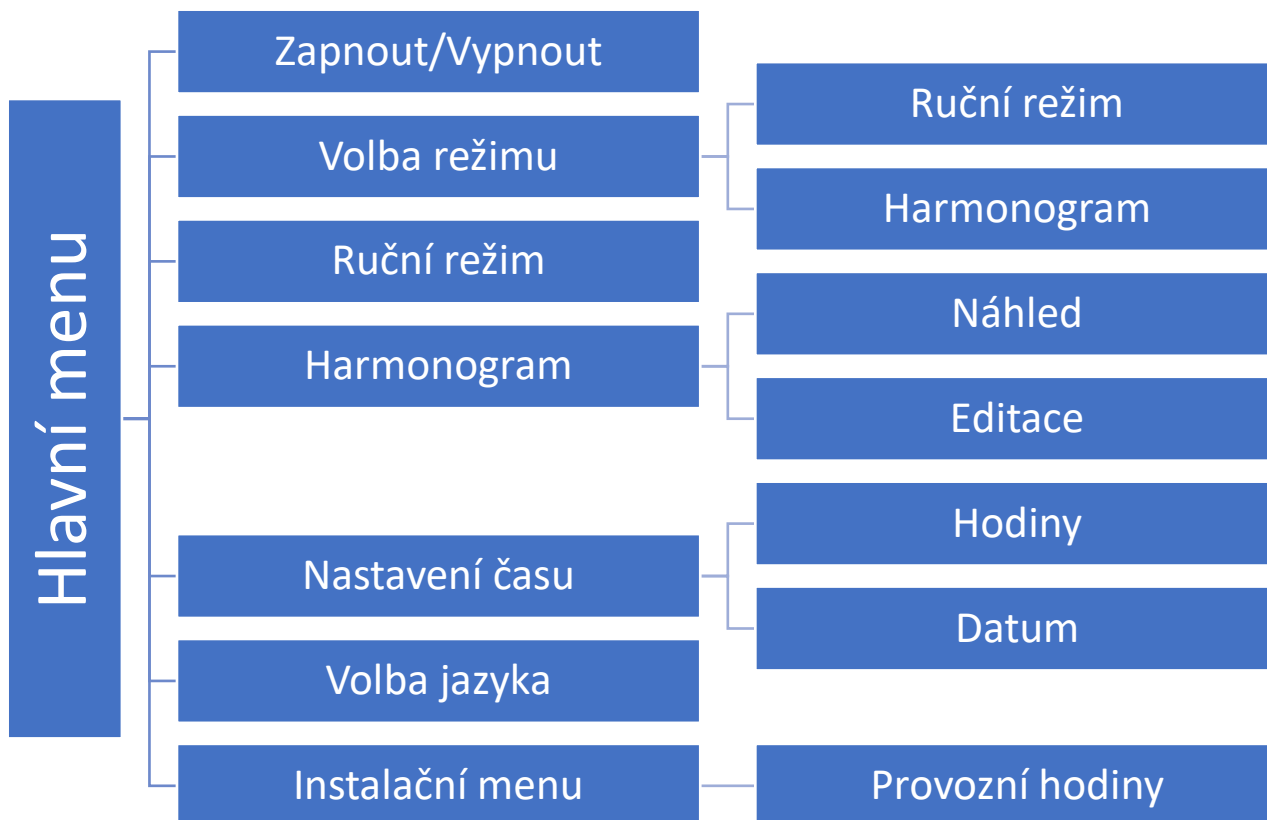 Hlavní menu
Zapnout/Vypnout
Volba režimu
Ruční režim
Harmonogram
Ruční režim
Harmonogram
Náhled
Editace
Nastavení času
Hodiny
Datum
Volba jazyka
Instalační menu
Provozní hodiny